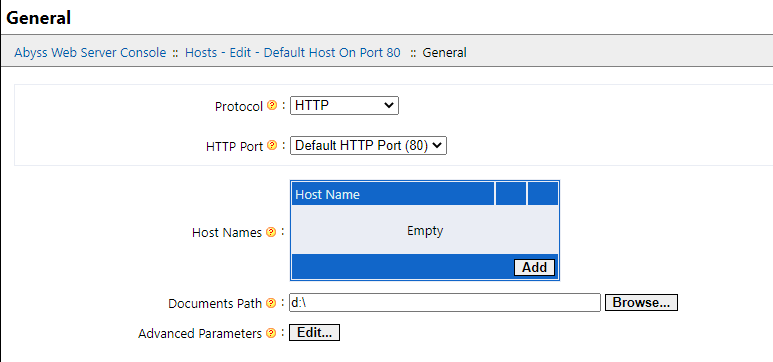 General
Abyss Web Server Console :: Hosts - Edit - Default Host On Port 80 :: General
Protocol ? : HTTP
HTTP Port ? : Default HTTP Port (80)
Host Name
Host Names ? : Empty
Add
Documents Path ? : d:\ Browse...
Advanced Parameters ? : Edit...